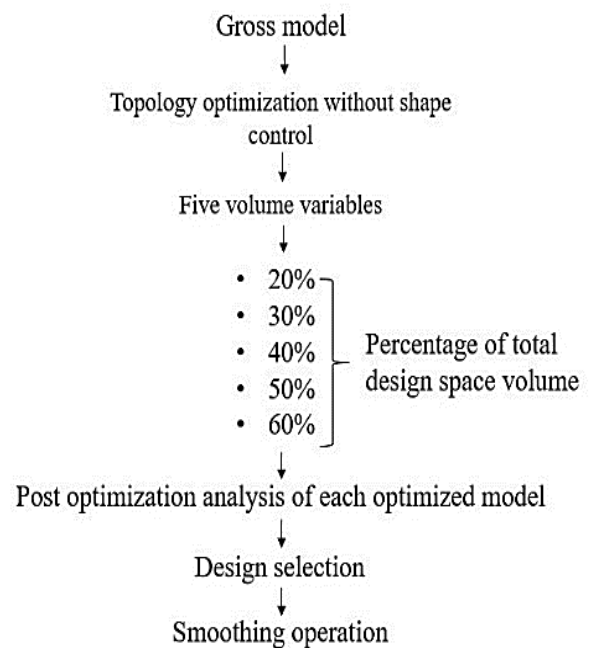 Gross model
Topology optimization without shape
control
Five volume variables
• 20%
• 30%
• 40%
• 50%
• 60%
Percentage of total
design space volume
Post optimization analysis of each optimized model
Design selection
Smoothing operation